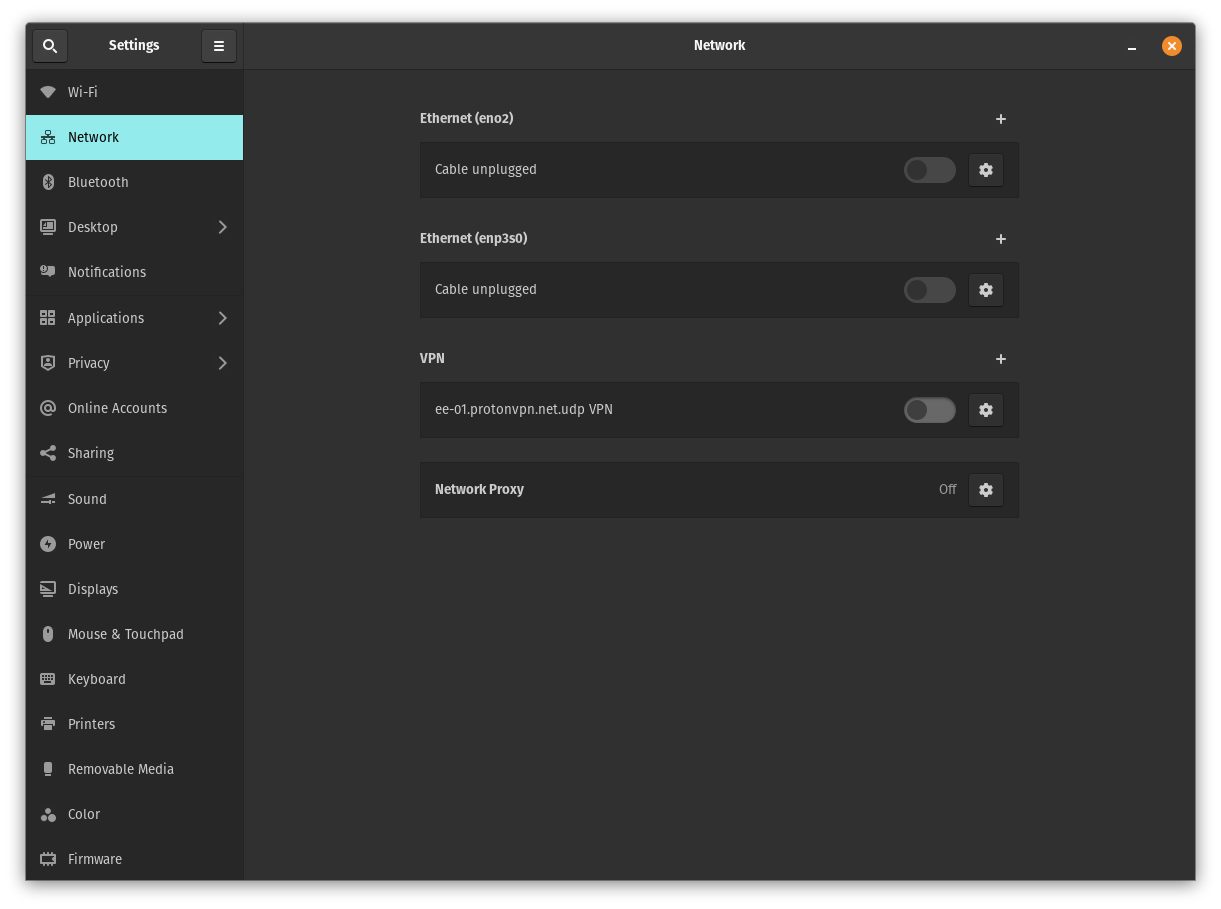 Settings
Network
Wi-Fi
Network
Bluetooth
Desktop
Notifications
Applications
Privacy
Online Accounts
Sharing
Sound
Power
Displays
Mouse & Touchpad
Keyboard
Printers
Removable Media
Color
Firmware
Ethernet (eno2)
Cable unplugged
Ethernet (enp3s0)
Cable unplugged
VPN
ee-01.protonvpn.net.udp VPN
Network Proxy Off